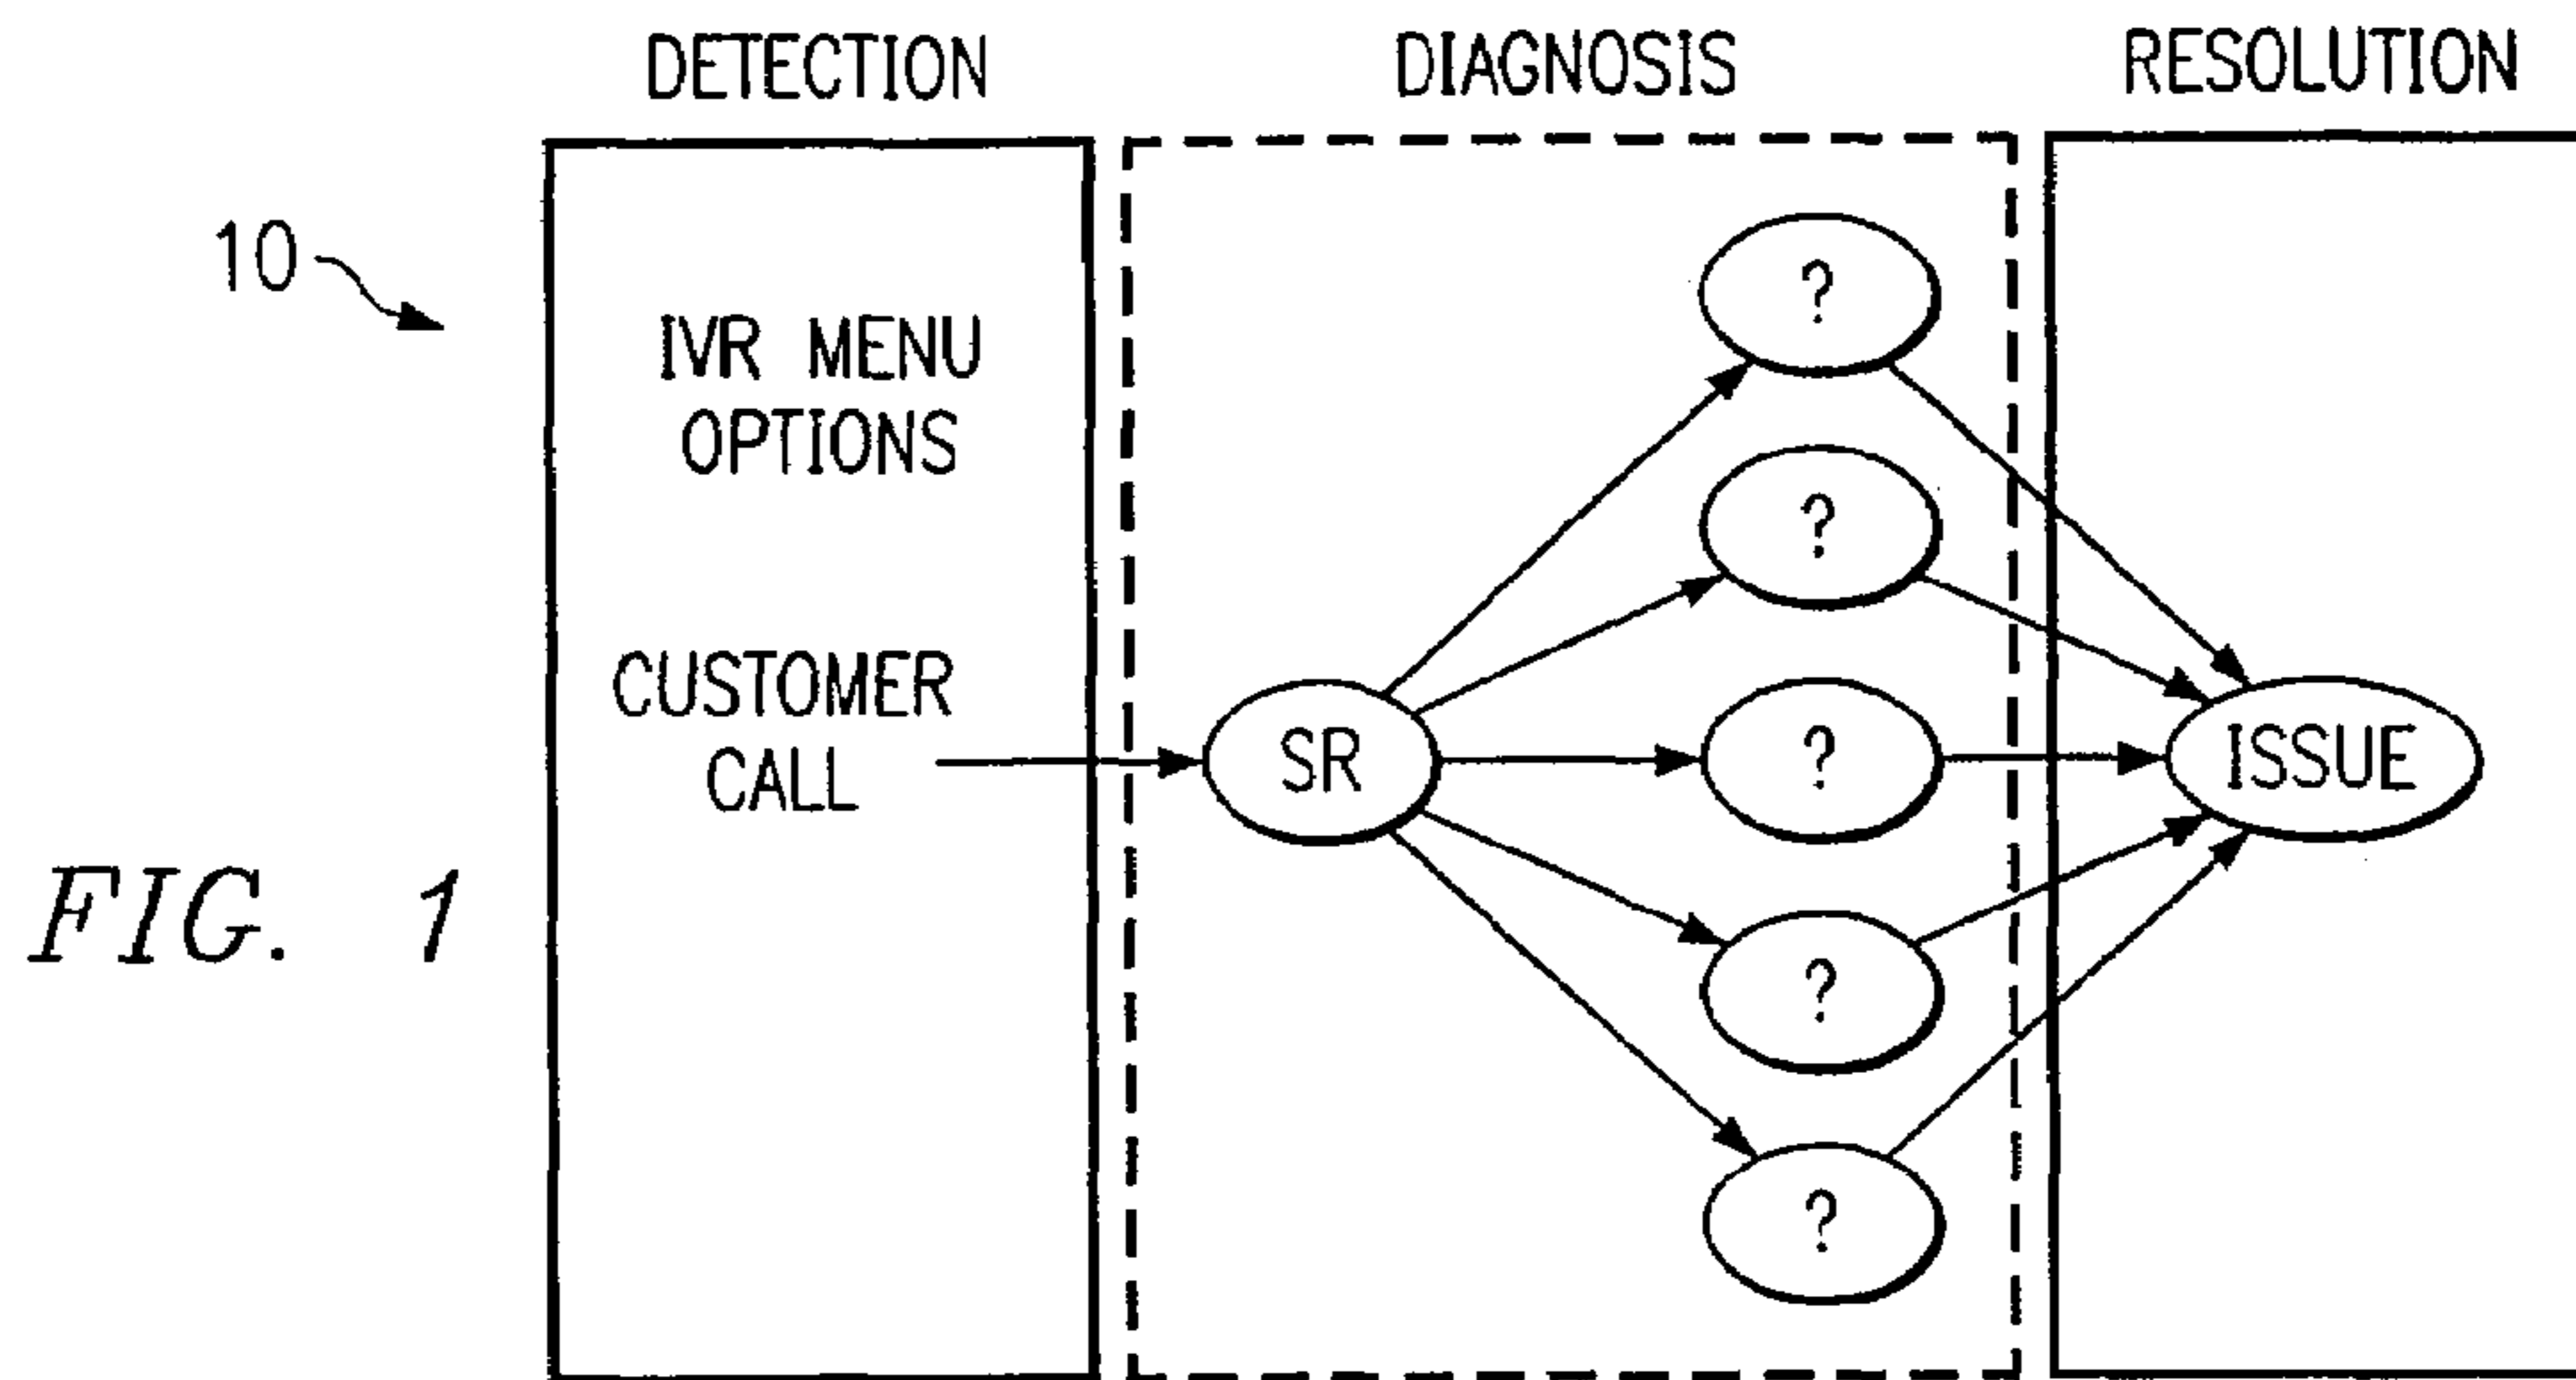 DETECTION DIAGNOSIS RESOLUTION
10
IVR MENU
OPTIONS
CUSTOMER
CALL
SR
?
?
?
?
?
ISSUE
FIG. 1